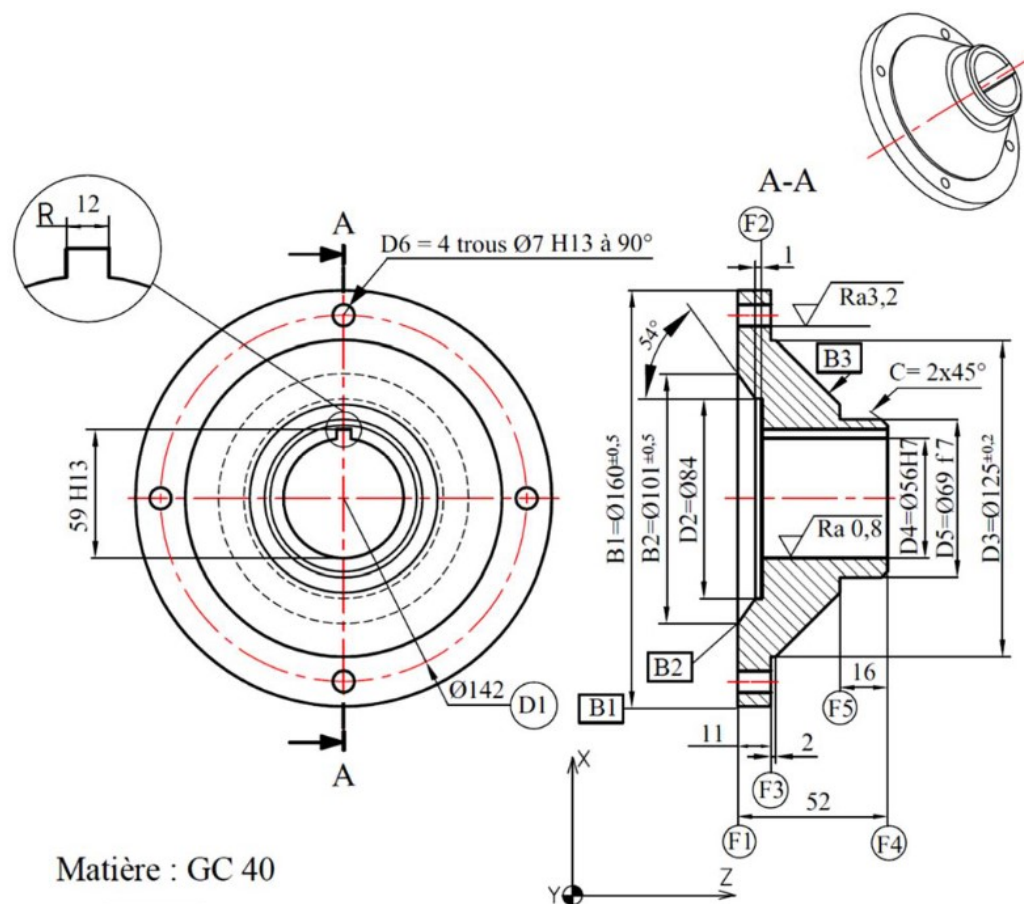 A-A
F2
1
R 12
A
D6 = 4 trous Ø7 H13 à 90°
Ra3,2
54°
B3
C= 2x45°
59 H13
B1=Ø160±0,5
B2=Ø101±0,5
D2=Ø84
Ra 0,8
D4=Ø56H7
D5=Ø69 f 7
D3=Ø125±0,2
B2
Ø142 D1
B1
16
F5
11
2
A
X
F3
52
F1
F4
Matière : GC 40
Y
Z